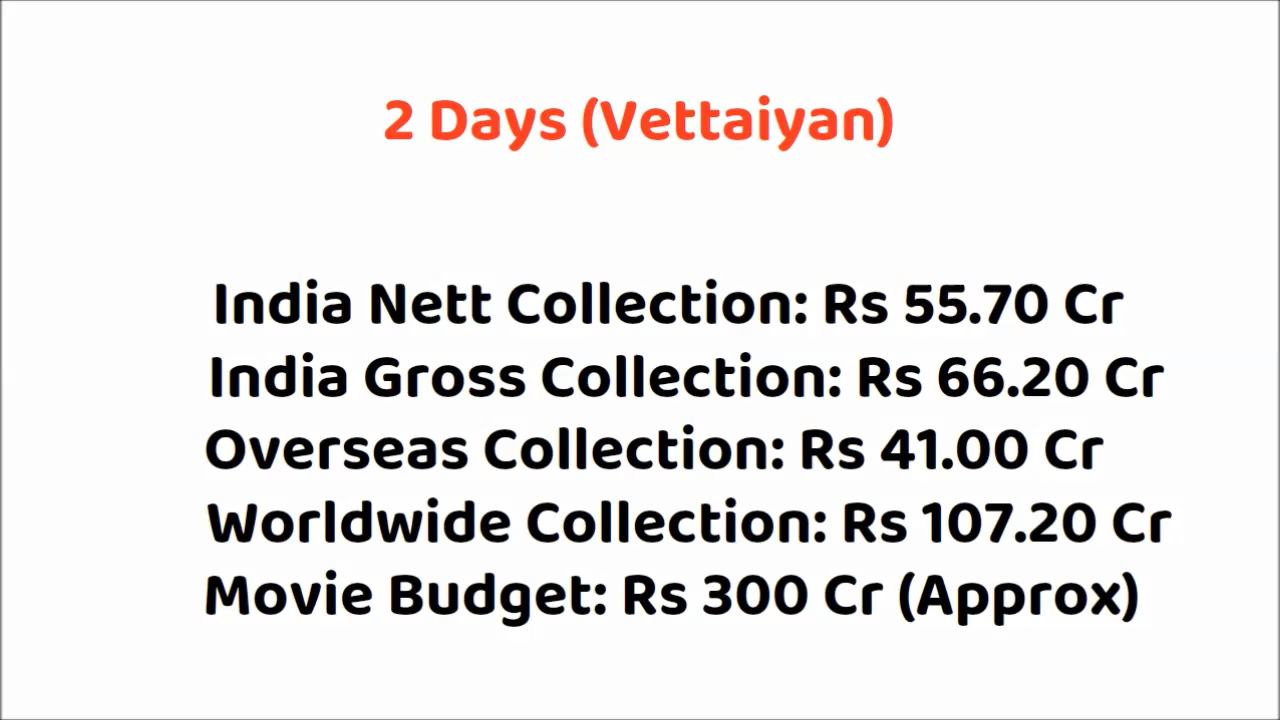 2 Days (Vettaiyan)
India Nett Collection: Rs 55.70 Cr
India Gross Collection: Rs 66.20 Cr
Overseas Collection: Rs 41.00 Cr
Worldwide Collection: Rs 107.20 Cr
Movie Budget: Rs 300 Cr (Approx)